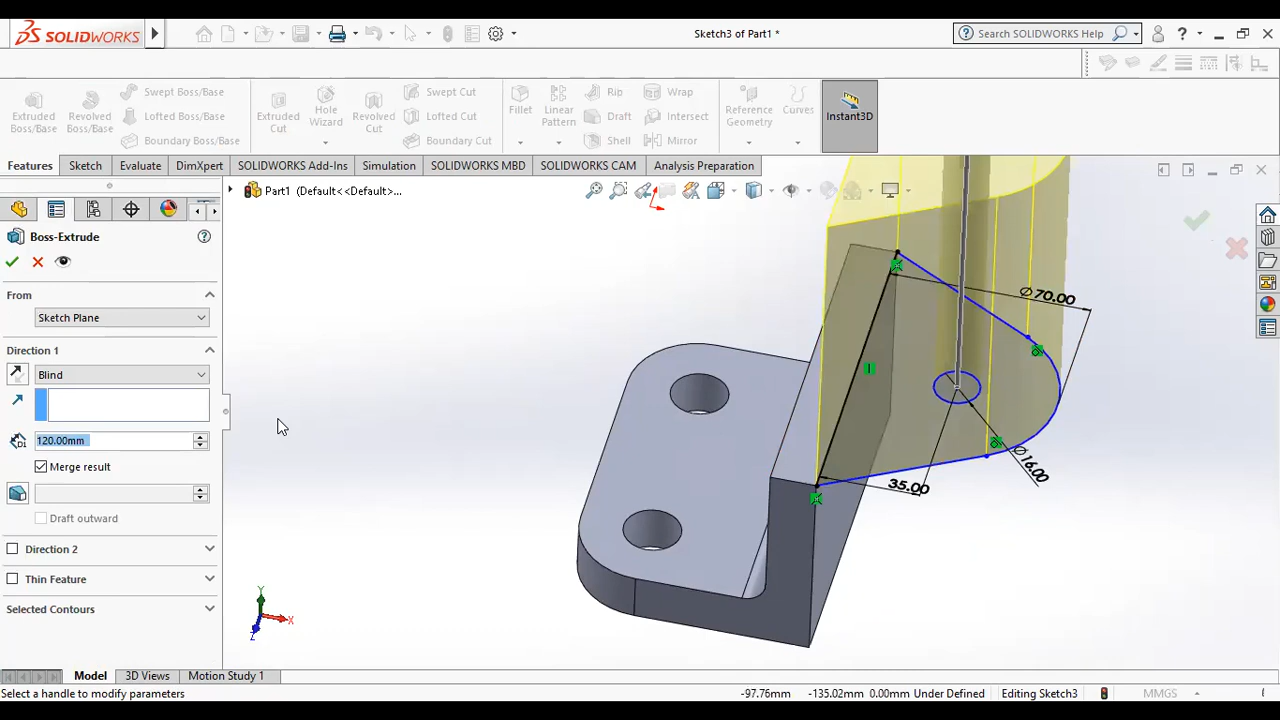 SOLIDWORKS
Sketch3 of Part1 *
Search SOLIDWORKS Help
?
Extruded
Boss/Base
Revolved
Boss/Base
Swept Boss/Base
Lofted Boss/Base
Boundary Boss/Base
Extruded
Cut
Hole
Wizard
Revolved
Cut
Swept Cut
Lofted Cut
Boundary Cut
Fillet
Linear
Pattern
Rip
Draft
Shell
Wrap
Intersect
Mirror
Reference
Geometry
Curves
Instant3D
Features
Sketch
Evaluate
DimXpert
SOLIDWORKS Add-Ins
Simulation
SOLIDWORKS MBD
SOLIDWORKS CAM
Analysis Preparation
Part1 (Default<<Default>...
Boss-Extrude
?
From
Sketch Plane
Direction 1
Blind
D1
120.00mm
Merge result
Draft outward
Direction 2
Thin Feature
Selected Contours
∅70.00
∅16.00
35.00
Y
X
Z
Model
3D Views
Motion Study 1
Select a handle to modify parameters
-97.76mm
-135.02mm
0.00mm
Under Defined
Editing Sketch3
MMGS